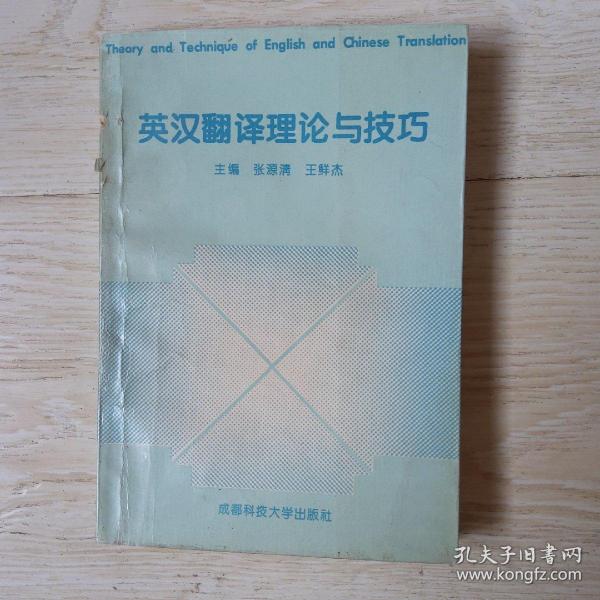 Theory and Technique of English and Chinese Translation
英汉翻译理论与技巧
主编 张源清 王鲜杰
成都科技大学出版社
孔夫子旧书网
www.kongfz.com